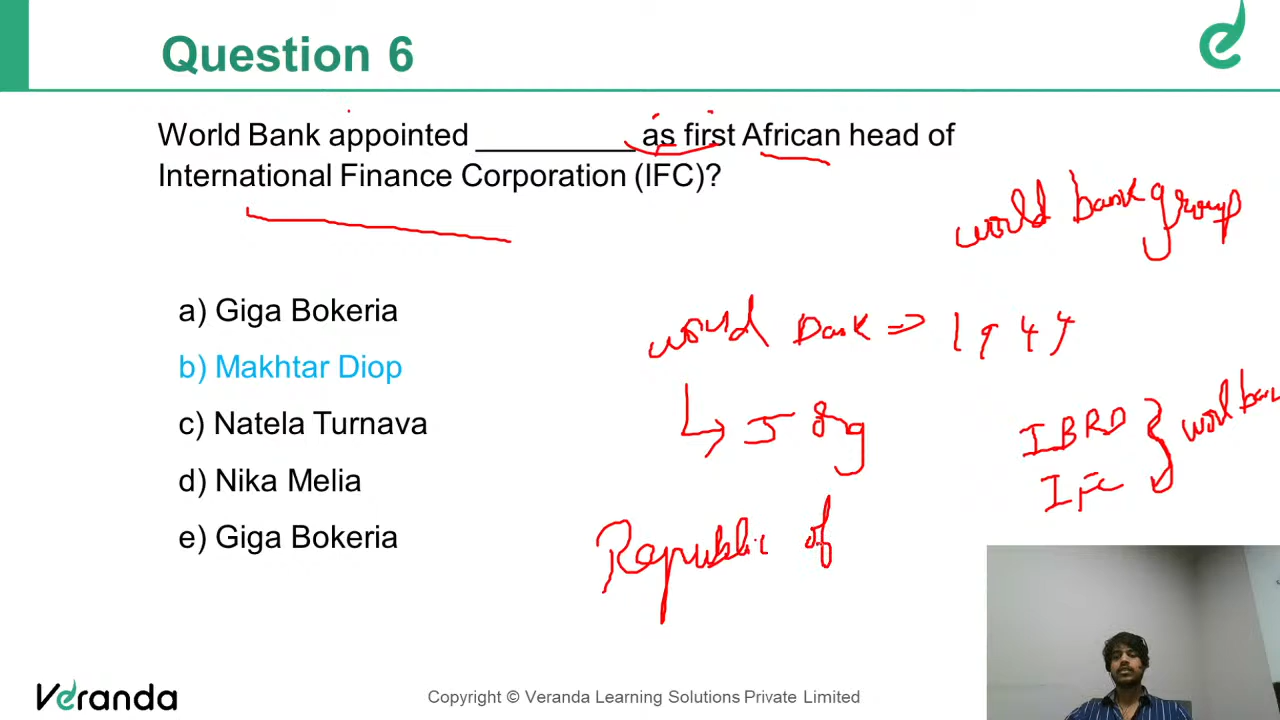 Question 6
World Bank appointed __________ as first African head of
International Finance Corporation (IFC)?
world bank group
a) Giga Bokeria
world Bank => 1944
b) Makhtar Diop
↳ 5 org
IBRD } world ban
IFC
c) Natela Turnava
d) Nika Melia
Republic of
e) Giga Bokeria
Veranda
Copyright © Veranda Learning Solutions Private Limited